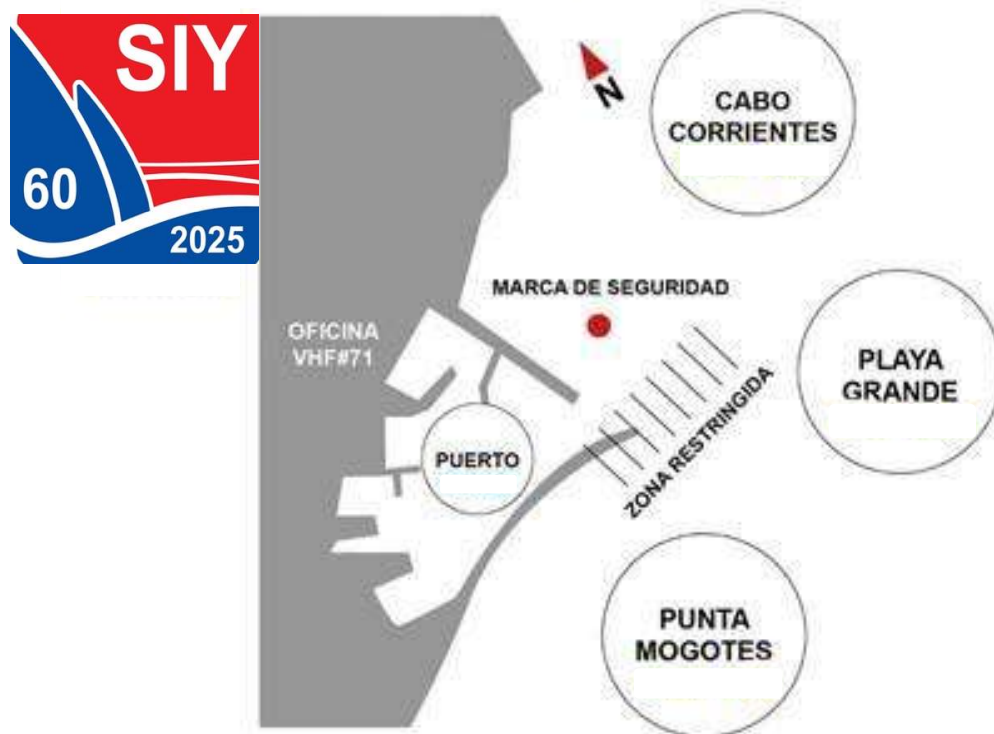 SIY
60
2025
N
CABO
CORRIENTES
MARCA DE SEGURIDAD
OFICINA
VHF#71
PLAYA
GRANDE
PUERTO
ZONA RESTRINGIDA
PUNTA
MOGOTES